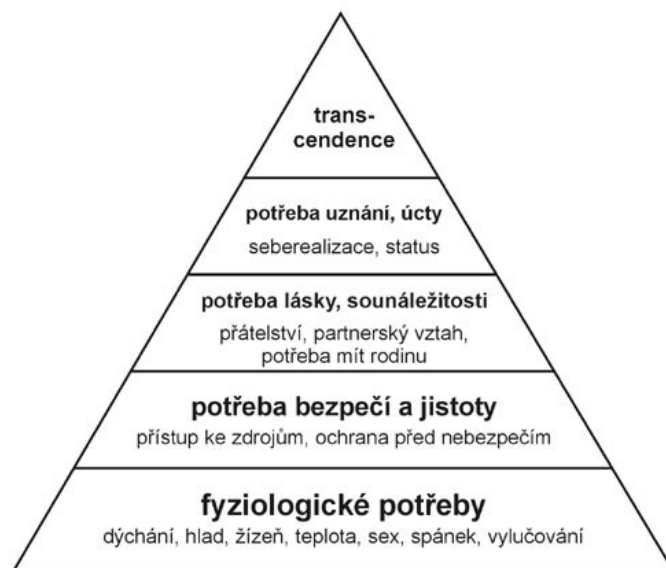 trans-
cendence
potřeba uznání, úcty
seberealizace, status
potřeba lásky, sounáležitosti
přátelství, partnerský vztah,
potřeba mít rodinu
potřeba bezpečí a jistoty
přístup ke zdrojům, ochrana před nebezpečím
fyziologické potřeby
dýchání, hlad, žízeň, teplota, sex, spánek, vylučování